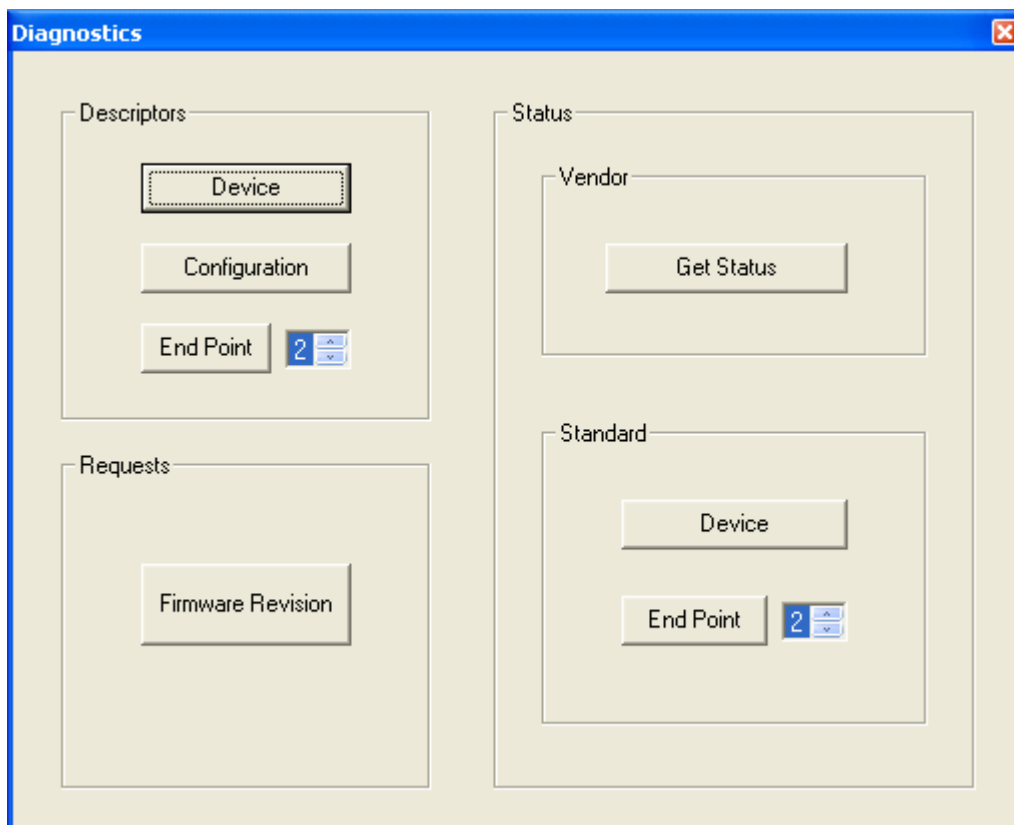 Diagnostics
Descriptors
Device
Configuration
End Point 2
Requests
Firmware Revision
Status
Vendor
Get Status
Standard
Device
End Point 2